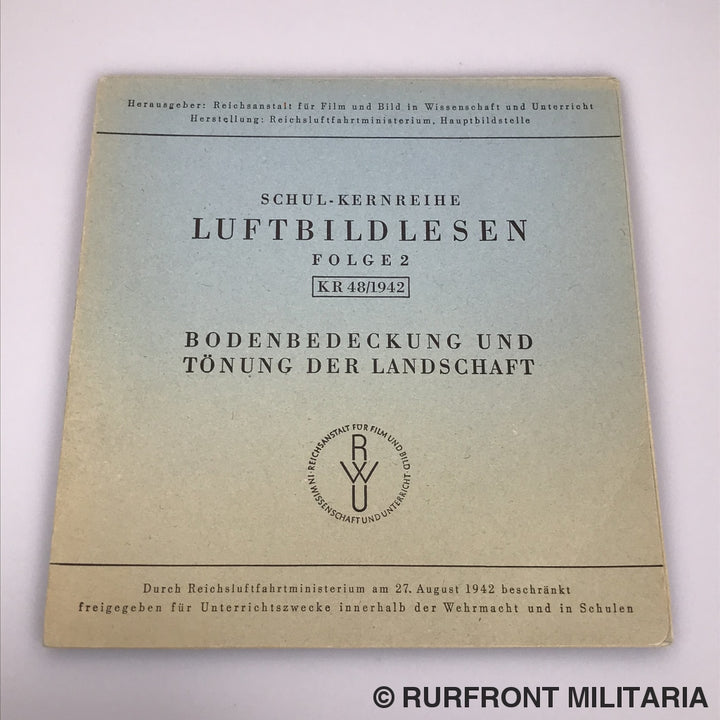 Herausgeber: Reichsanstalt für Film und Bild in Wissenschaft und Unterricht
Herstellung: Reichsluftfahrtministerium, Hauptbildstelle
SCHUL-KERNREIHE
LUFTBILDLESEN
FOLGE 2
KR 48/1942
BODENBEDECKUNG UND
TÖNUNG DER LANDSCHAFT
REICHSANSTALT FÜR FILM UND BILD · IN WISSENSCHAFT UND UNTERRICHT ·
R
W
U
Durch Reichsluftfahrtministerium am 27. August 1942 beschränkt
freigegeben für Unterrichtszwecke innerhalb der Wehrmacht und in Schulen
© RURFRONT MILITARIA